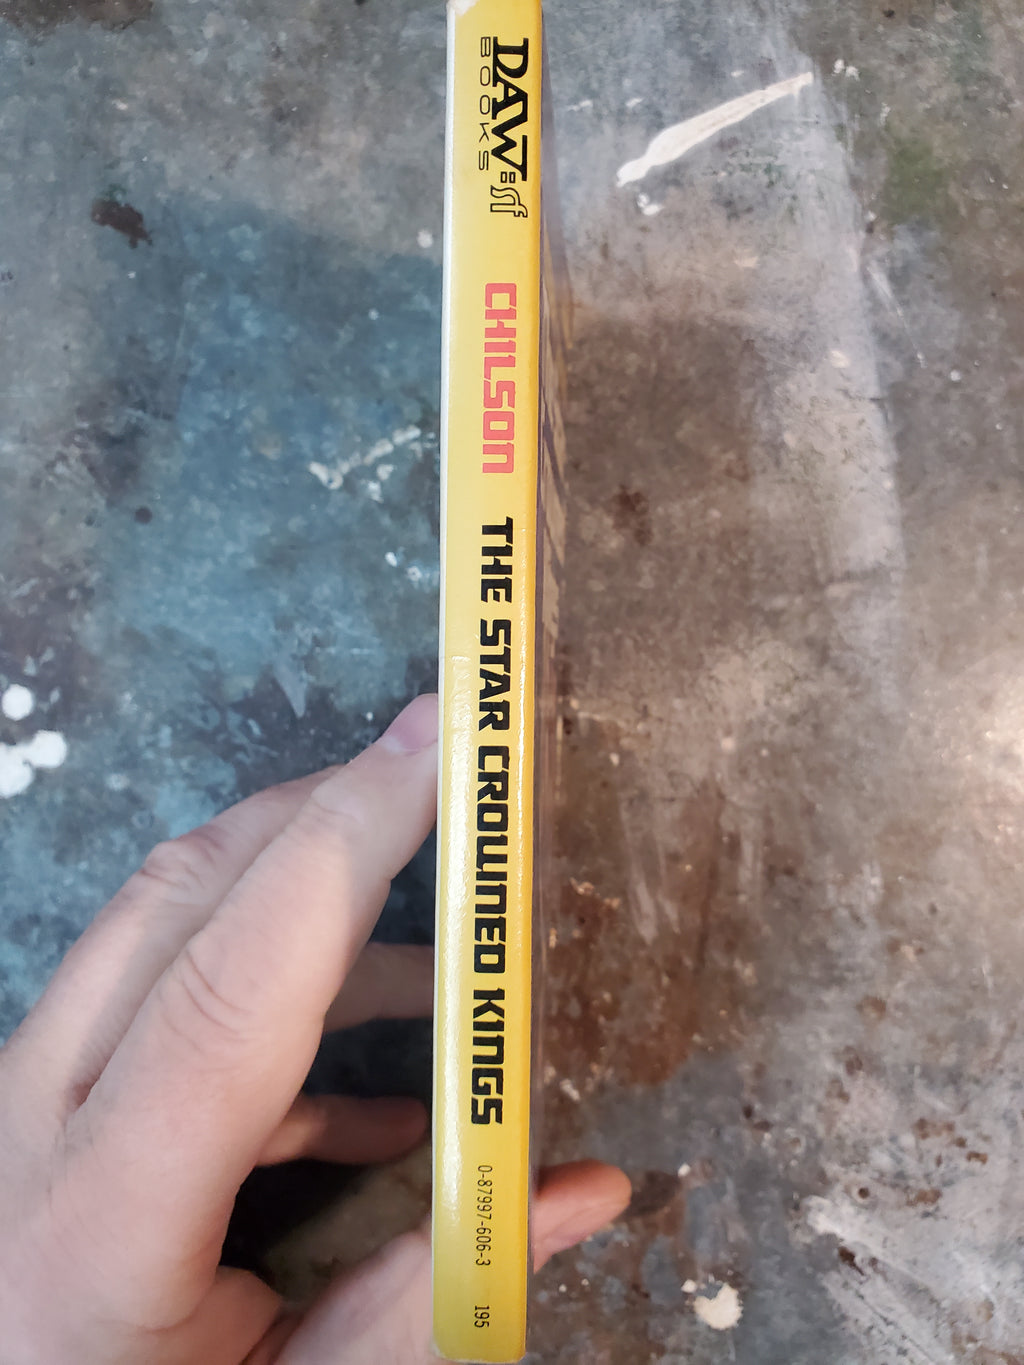 DAW:sf
BOOKS
CHILSON
THE STAR CROWNED KINGS
0-87997-606-3
195